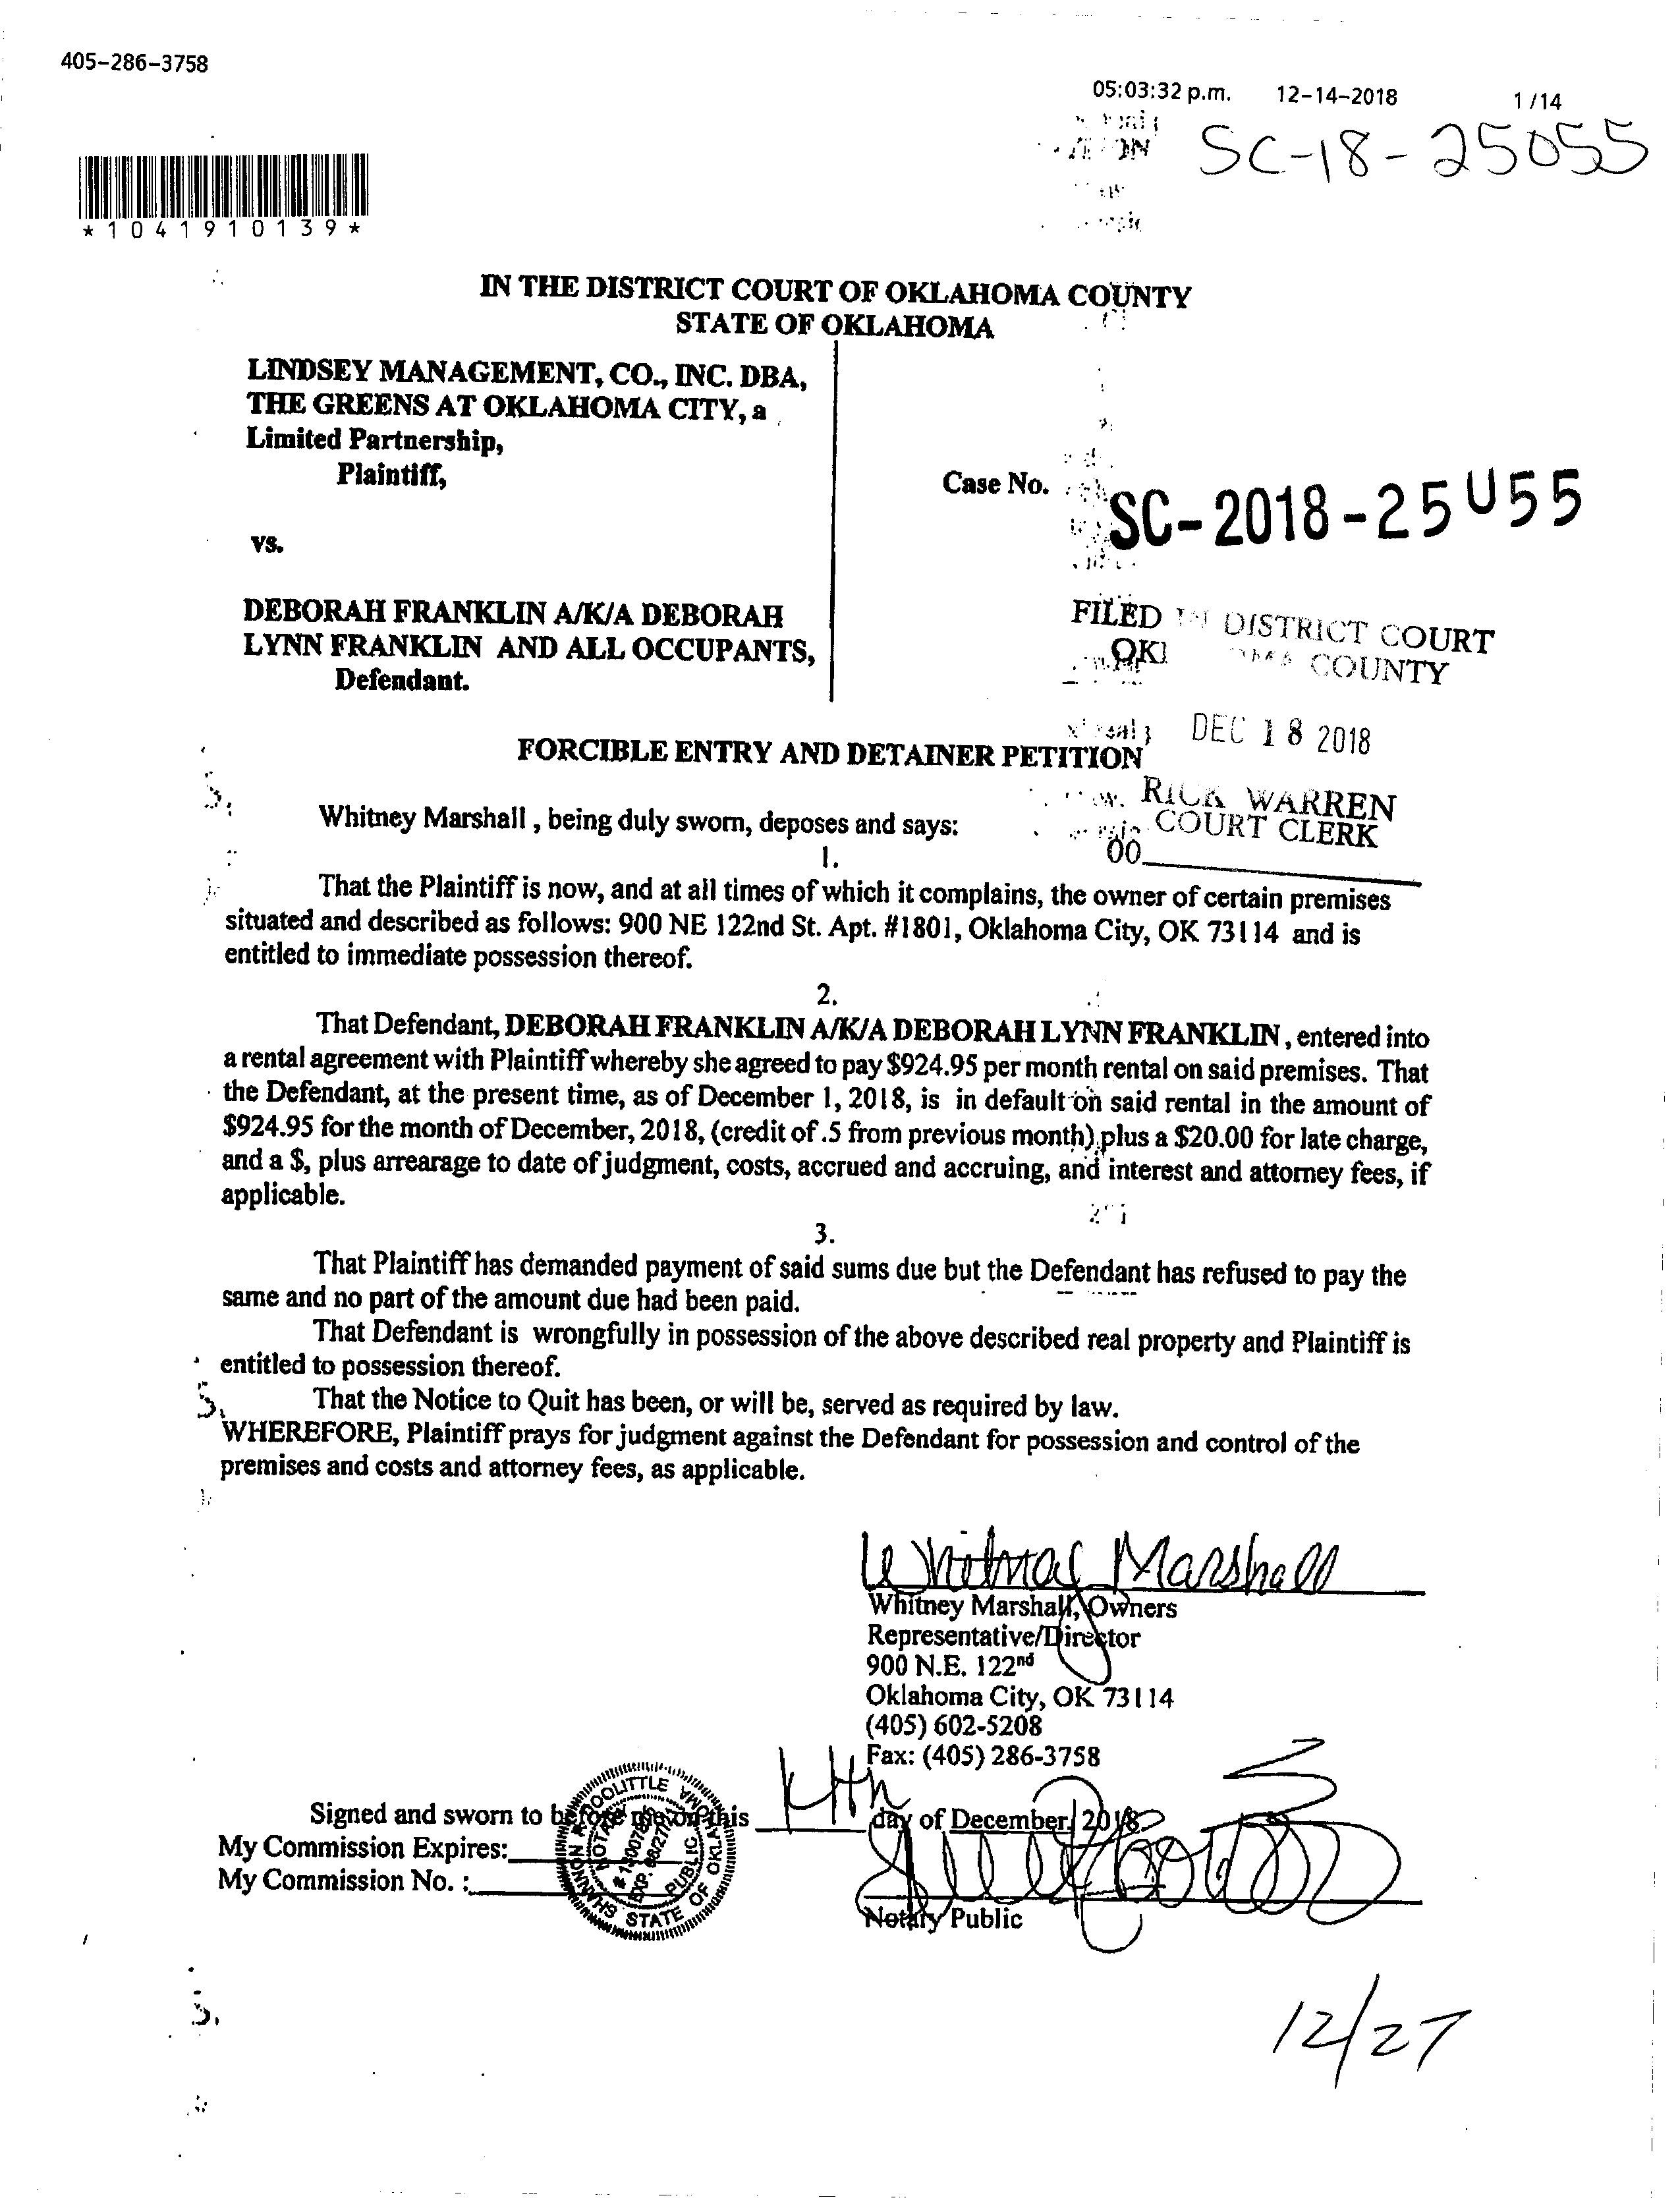 405-286-3758
05:03:32 p.m. 12-14-2018 1 /14
SC-18-25055
*1041910139*
IN THE DISTRICT COURT OF OKLAHOMA COUNTY
STATE OF OKLAHOMA
LINDSEY MANAGEMENT, CO., INC. DBA,
THE GREENS AT OKLAHOMA CITY, a
Limited Partnership,
Plaintiff,
Case No. SC-2018-25055
vs.
DEBORAH FRANKLIN A/K/A DEBORAH
LYNN FRANKLIN AND ALL OCCUPANTS,
Defendant.
FILED IN DISTRICT COURT
OKLAHOMA COUNTY
DEC 18 2018
FORCIBLE ENTRY AND DETAINER PETITION
RICK WARREN
COURT CLERK
Whitney Marshall , being duly sworn, deposes and says:
00
1.
That the Plaintiff is now, and at all times of which it complains, the owner of certain premises
situated and described as follows: 900 NE 122nd St. Apt. #1801, Oklahoma City, OK 73114 and is
entitled to immediate possession thereof.
2.
That Defendant, DEBORAH FRANKLIN A/K/A DEBORAH LYNN FRANKLIN, entered into
a rental agreement with Plaintiff whereby she agreed to pay $924.95 per month rental on said premises. That
the Defendant, at the present time, as of December 1, 2018, is in default on said rental in the amount of
$924.95 for the month of December, 2018, (credit of .5 from previous month) plus a $20.00 for late charge,
and a $, plus arrearage to date of judgment, costs, accrued and accruing, and interest and attorney fees, if
applicable.
3.
That Plaintiff has demanded payment of said sums due but the Defendant has refused to pay the
same and no part of the amount due had been paid.
That Defendant is wrongfully in possession of the above described real property and Plaintiff is
entitled to possession thereof.
That the Notice to Quit has been, or will be, served as required by law.
WHEREFORE, Plaintiff prays for judgment against the Defendant for possession and control of the
premises and costs and attorney fees, as applicable.
Whitney Marshall
Whitney Marshall, Owners
Representative/Director
900 N.E. 122nd
Oklahoma City, OK 73114
(405) 602-5208
Fax: (405) 286-3758
Signed and sworn to before me on this 14th day of December, 2018.
My Commission Expires:
My Commission No. :
NOTARY PUBLIC
STATE OF OKLAHOMA
Notary Public
12/27